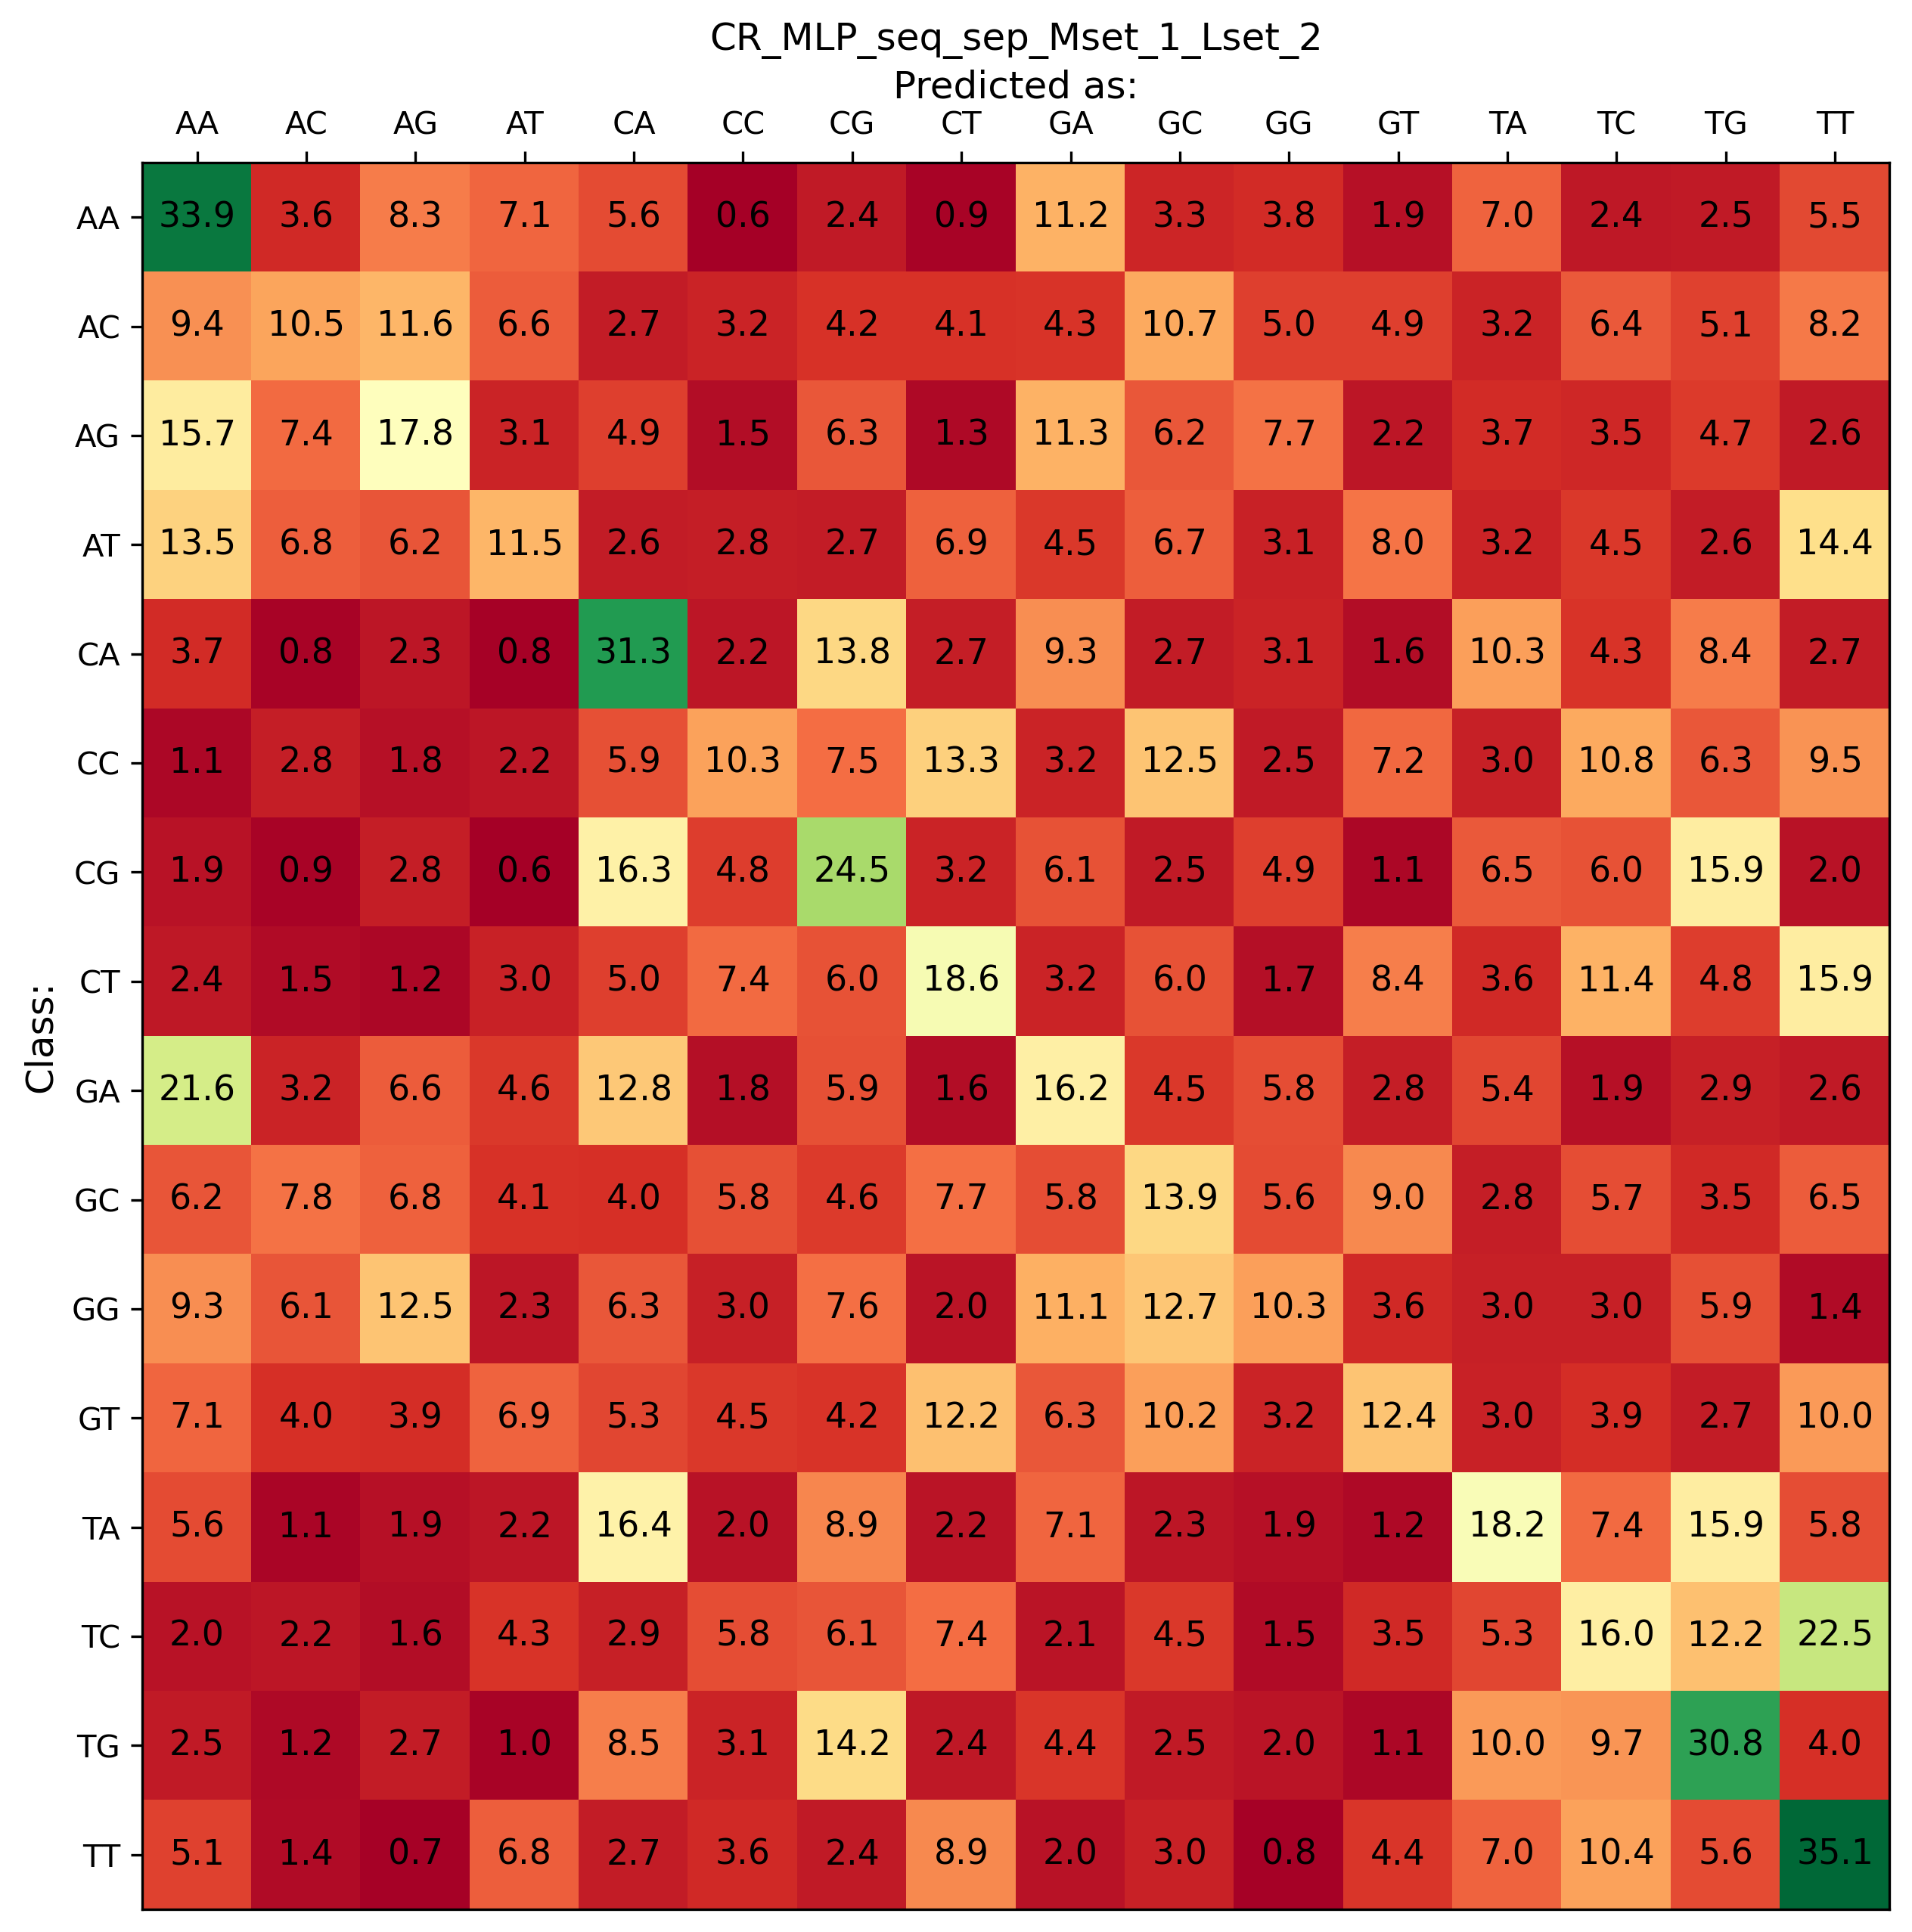 CR_MLP_seq_sep_Mset_1_Lset_2
Predicted as:
AA AC AG AT CA CC CG CT GA GC GG GT TA TC TG TT
AA 33.9 3.6 8.3 7.1 5.6 0.6 2.4 0.9 11.2 3.3 3.8 1.9 7.0 2.4 2.5 5.5
AC 9.4 10.5 11.6 6.6 2.7 3.2 4.2 4.1 4.3 10.7 5.0 4.9 3.2 6.4 5.1 8.2
AG 15.7 7.4 17.8 3.1 4.9 1.5 6.3 1.3 11.3 6.2 7.7 2.2 3.7 3.5 4.7 2.6
AT 13.5 6.8 6.2 11.5 2.6 2.8 2.7 6.9 4.5 6.7 3.1 8.0 3.2 4.5 2.6 14.4
CA 3.7 0.8 2.3 0.8 31.3 2.2 13.8 2.7 9.3 2.7 3.1 1.6 10.3 4.3 8.4 2.7
CC 1.1 2.8 1.8 2.2 5.9 10.3 7.5 13.3 3.2 12.5 2.5 7.2 3.0 10.8 6.3 9.5
CG 1.9 0.9 2.8 0.6 16.3 4.8 24.5 3.2 6.1 2.5 4.9 1.1 6.5 6.0 15.9 2.0
CT 2.4 1.5 1.2 3.0 5.0 7.4 6.0 18.6 3.2 6.0 1.7 8.4 3.6 11.4 4.8 15.9
Class:
GA 21.6 3.2 6.6 4.6 12.8 1.8 5.9 1.6 16.2 4.5 5.8 2.8 5.4 1.9 2.9 2.6
GC 6.2 7.8 6.8 4.1 4.0 5.8 4.6 7.7 5.8 13.9 5.6 9.0 2.8 5.7 3.5 6.5
GG 9.3 6.1 12.5 2.3 6.3 3.0 7.6 2.0 11.1 12.7 10.3 3.6 3.0 3.0 5.9 1.4
GT 7.1 4.0 3.9 6.9 5.3 4.5 4.2 12.2 6.3 10.2 3.2 12.4 3.0 3.9 2.7 10.0
TA 5.6 1.1 1.9 2.2 16.4 2.0 8.9 2.2 7.1 2.3 1.9 1.2 18.2 7.4 15.9 5.8
TC 2.0 2.2 1.6 4.3 2.9 5.8 6.1 7.4 2.1 4.5 1.5 3.5 5.3 16.0 12.2 22.5
TG 2.5 1.2 2.7 1.0 8.5 3.1 14.2 2.4 4.4 2.5 2.0 1.1 10.0 9.7 30.8 4.0
TT 5.1 1.4 0.7 6.8 2.7 3.6 2.4 8.9 2.0 3.0 0.8 4.4 7.0 10.4 5.6 35.1